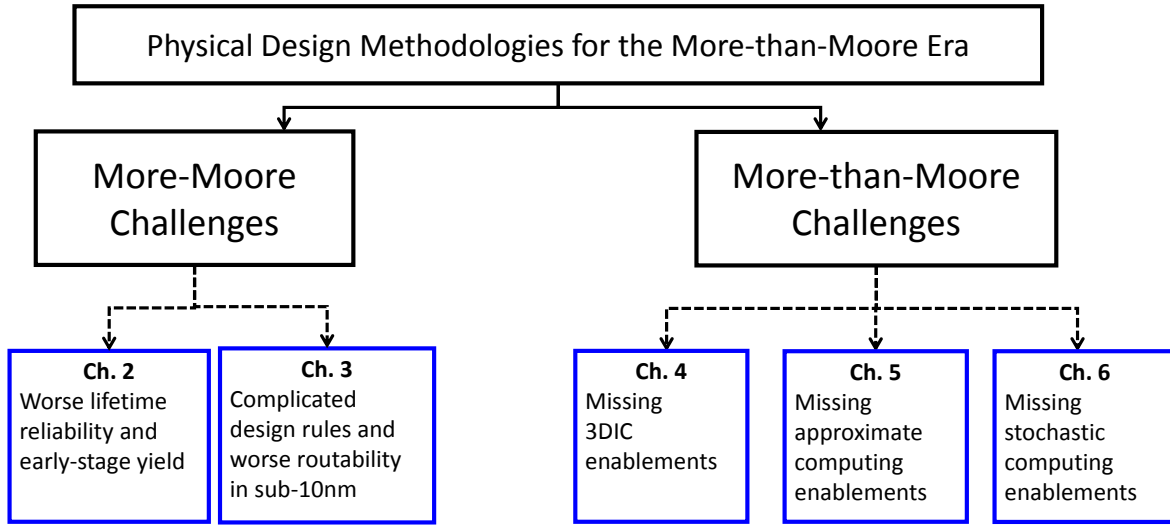 Physical Design Methodologies for the More-than-Moore Era
More-Moore
Challenges
More-than-Moore
Challenges
Ch. 2
Worse lifetime
reliability and
early-stage yield
Ch. 3
Complicated
design rules and
worse routability
in sub-10nm
Ch. 4
Missing
3DIC
enablements
Ch. 5
Missing
approximate
computing
enablements
Ch. 6
Missing
stochastic
computing
enablements